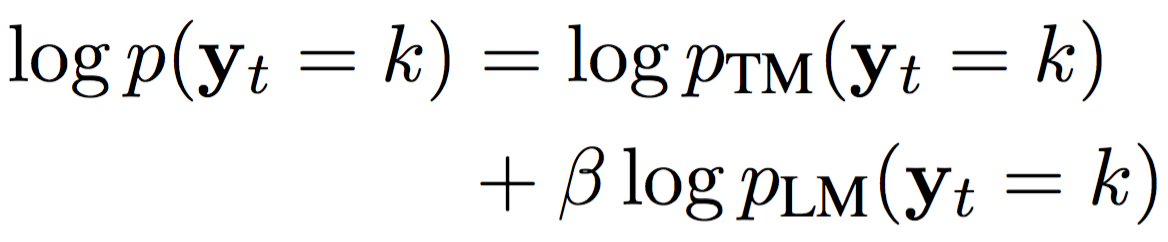 log p(y_t = k) = log p_TM(y_t = k)
+ β log p_LM(y_t = k)